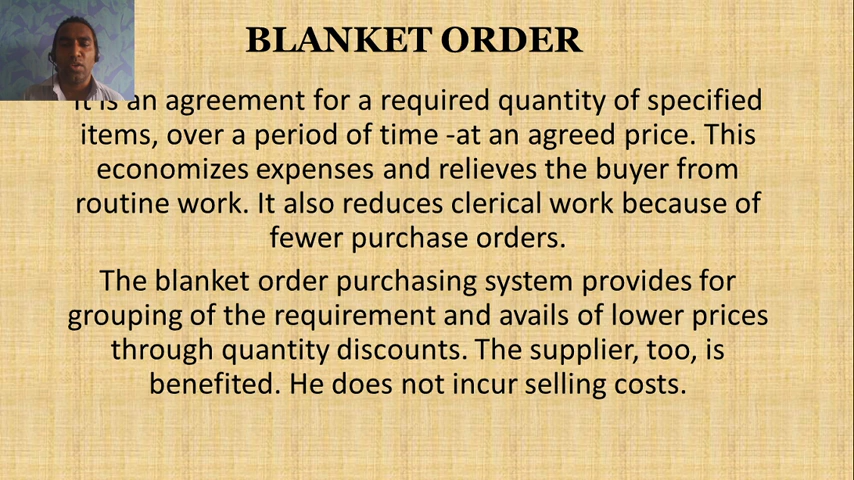 BLANKET ORDER
It is an agreement for a required quantity of specified
items, over a period of time -at an agreed price. This
economizes expenses and relieves the buyer from
routine work. It also reduces clerical work because of
fewer purchase orders.
The blanket order purchasing system provides for
grouping of the requirement and avails of lower prices
through quantity discounts. The supplier, too, is
benefited. He does not incur selling costs.